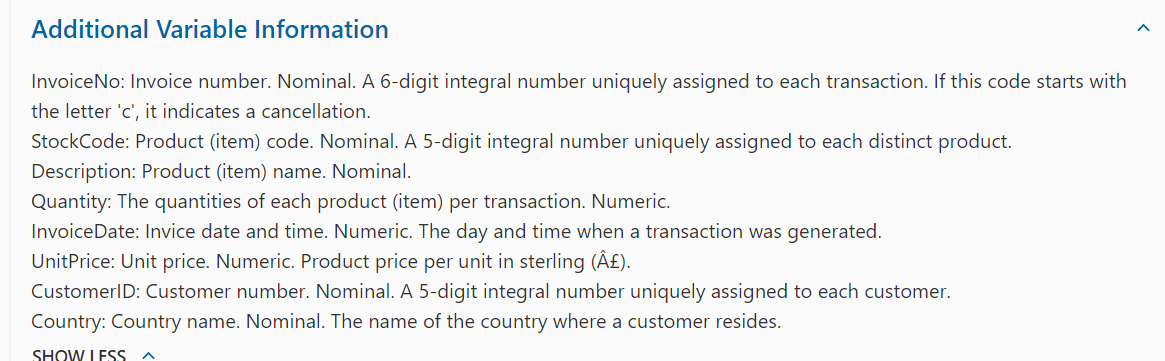 Additional Variable Information
InvoiceNo: Invoice number. Nominal. A 6-digit integral number uniquely assigned to each transaction. If this code starts with
the letter 'c', it indicates a cancellation.
StockCode: Product (item) code. Nominal. A 5-digit integral number uniquely assigned to each distinct product.
Description: Product (item) name. Nominal.
Quantity: The quantities of each product (item) per transaction. Numeric.
InvoiceDate: Invice date and time. Numeric. The day and time when a transaction was generated.
UnitPrice: Unit price. Numeric. Product price per unit in sterling (Â£).
CustomerID: Customer number. Nominal. A 5-digit integral number uniquely assigned to each customer.
Country: Country name. Nominal. The name of the country where a customer resides.
SHOW LESS